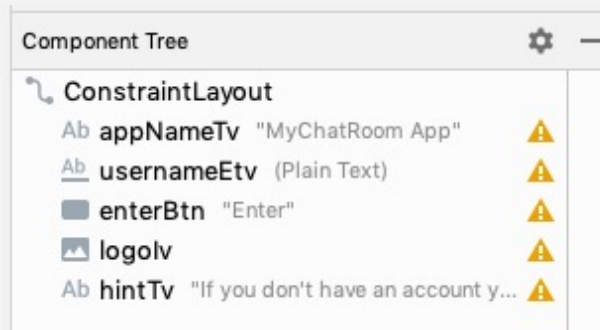 Component Tree
ConstraintLayout
Ab appNameTv "MyChatRoom App"
Ab usernameEtv (Plain Text)
enterBtn "Enter"
logoIv
Ab hintTv "If you don't have an account y...